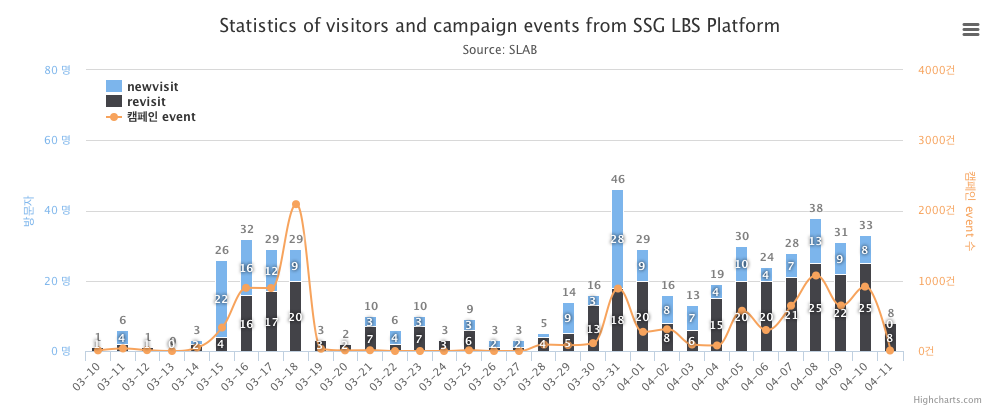 Statistics of visitors and campaign events from SSG LBS Platform
Source: SLAB
newvisit
revisit
캠페인 event
방문자
80 명
60 명
40 명
20 명
0 명
캠페인 event 수
4000건
3000건
2000건
1000건
0건
1 6 1 0 3 26 32 29 29 3 2 10 6 10 3 9 3 3 5 14 16 46 29 16 13 19 30 24 28 38 31 33 8
4 22 16 12 9 3 4 3 3 9 3 28 9 8 7 4 10 4 7 13 9 8 0
4 16 17 20 7 7 3 6 2 2 4 5 13 18 20 8 6 15 20 20 21 25 22 25 8
03-10 03-11 03-12 03-13 03-14 03-15 03-16 03-17 03-18 03-19 03-20 03-21 03-22 03-23 03-24 03-25 03-26 03-27 03-28 03-29 03-30 03-31 04-01 04-02 04-03 04-04 04-05 04-06 04-07 04-08 04-09 04-10 04-11
Highcharts.com